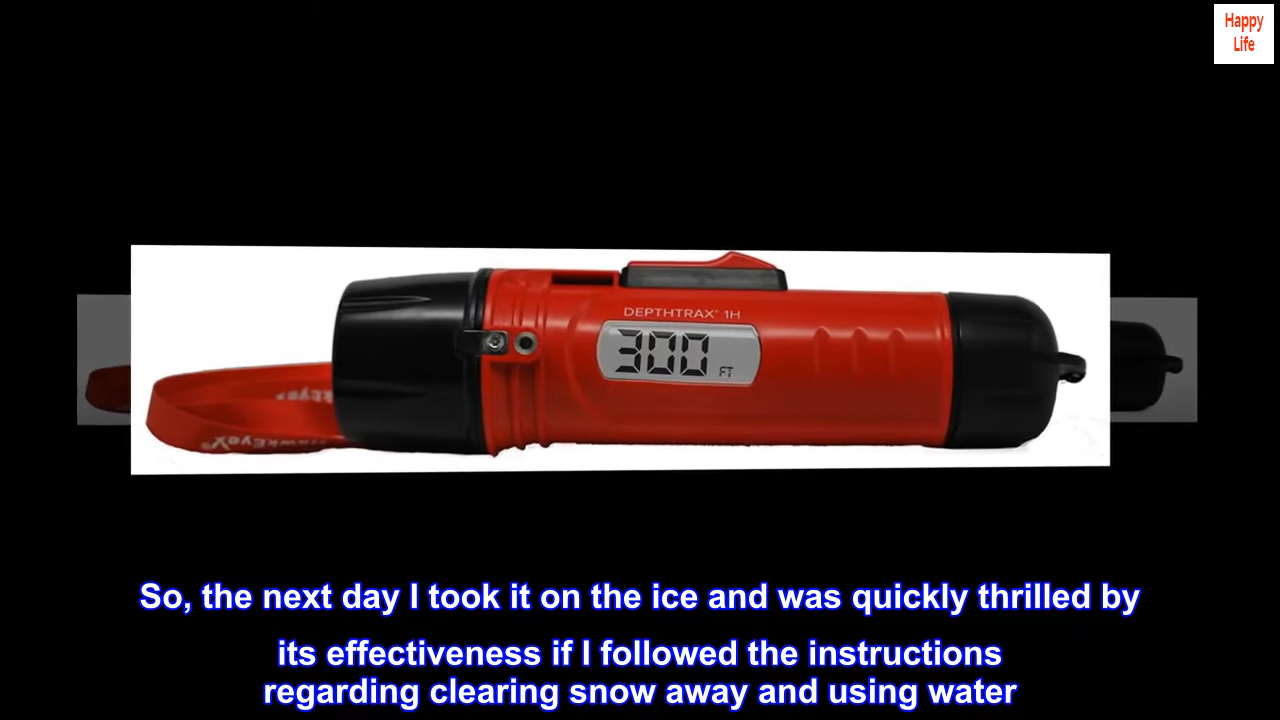 Happy
Life
DEPTHTRAX® 1H
300 FT
HawkEye®
So, the next day I took it on the ice and was quickly thrilled by
its effectiveness if I followed the instructions
regarding clearing snow away and using water